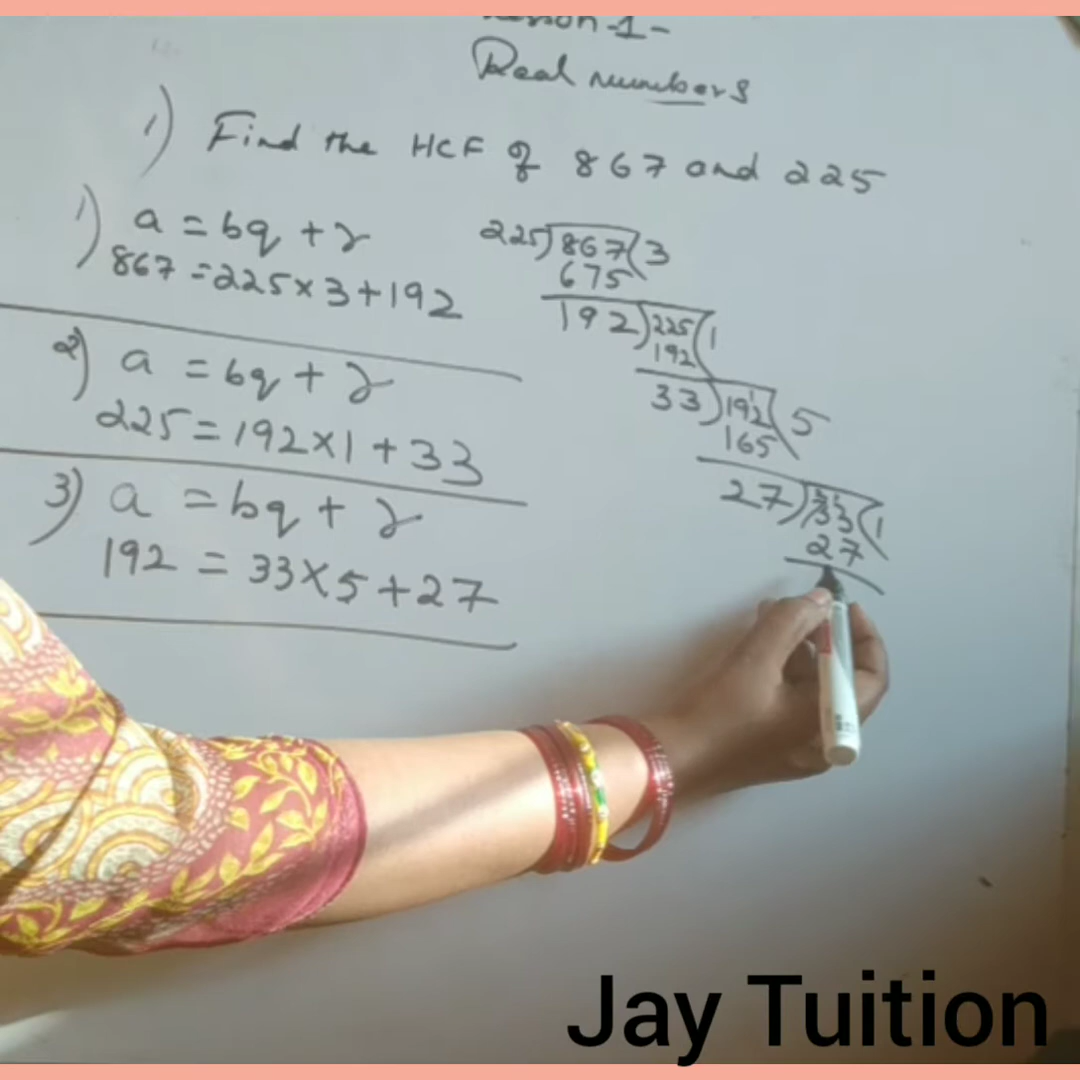 Real numbers
1) Find the HCF of 867 and 225
1) a = bq + r
867 = 225 × 3 + 192
2) a = bq + r
225 = 192 × 1 + 33
3) a = bq + r
192 = 33 × 5 + 27
225)867(3
675
192)225(1
192
33)192(5
165
27)33(1
27
Jay Tuition